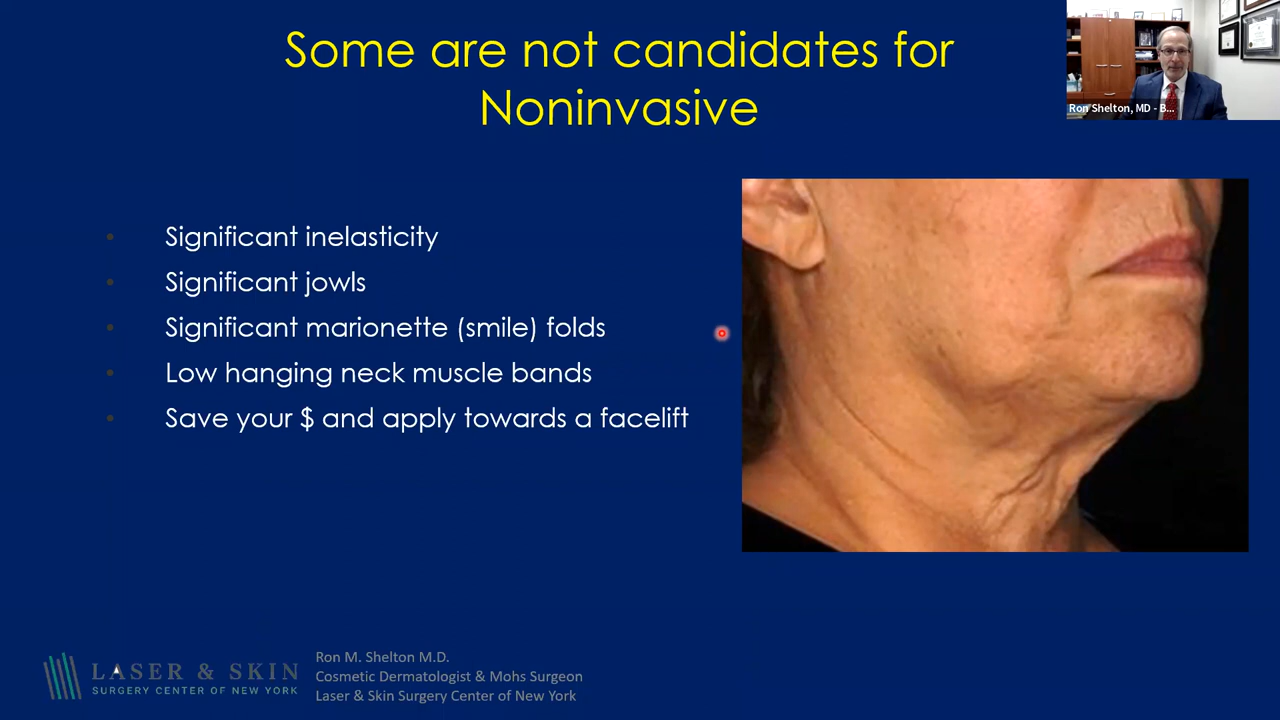 Some are not candidates for
Noninvasive
Ron Shelton, MD - B...
Significant inelasticity
Significant jowls
Significant marionette (smile) folds
Low hanging neck muscle bands
Save your $ and apply towards a facelift
LASER & SKIN
SURGERY CENTER OF NEW YORK
Ron M. Shelton M.D.
Cosmetic Dermatologist & Mohs Surgeon
Laser & Skin Surgery Center of New York